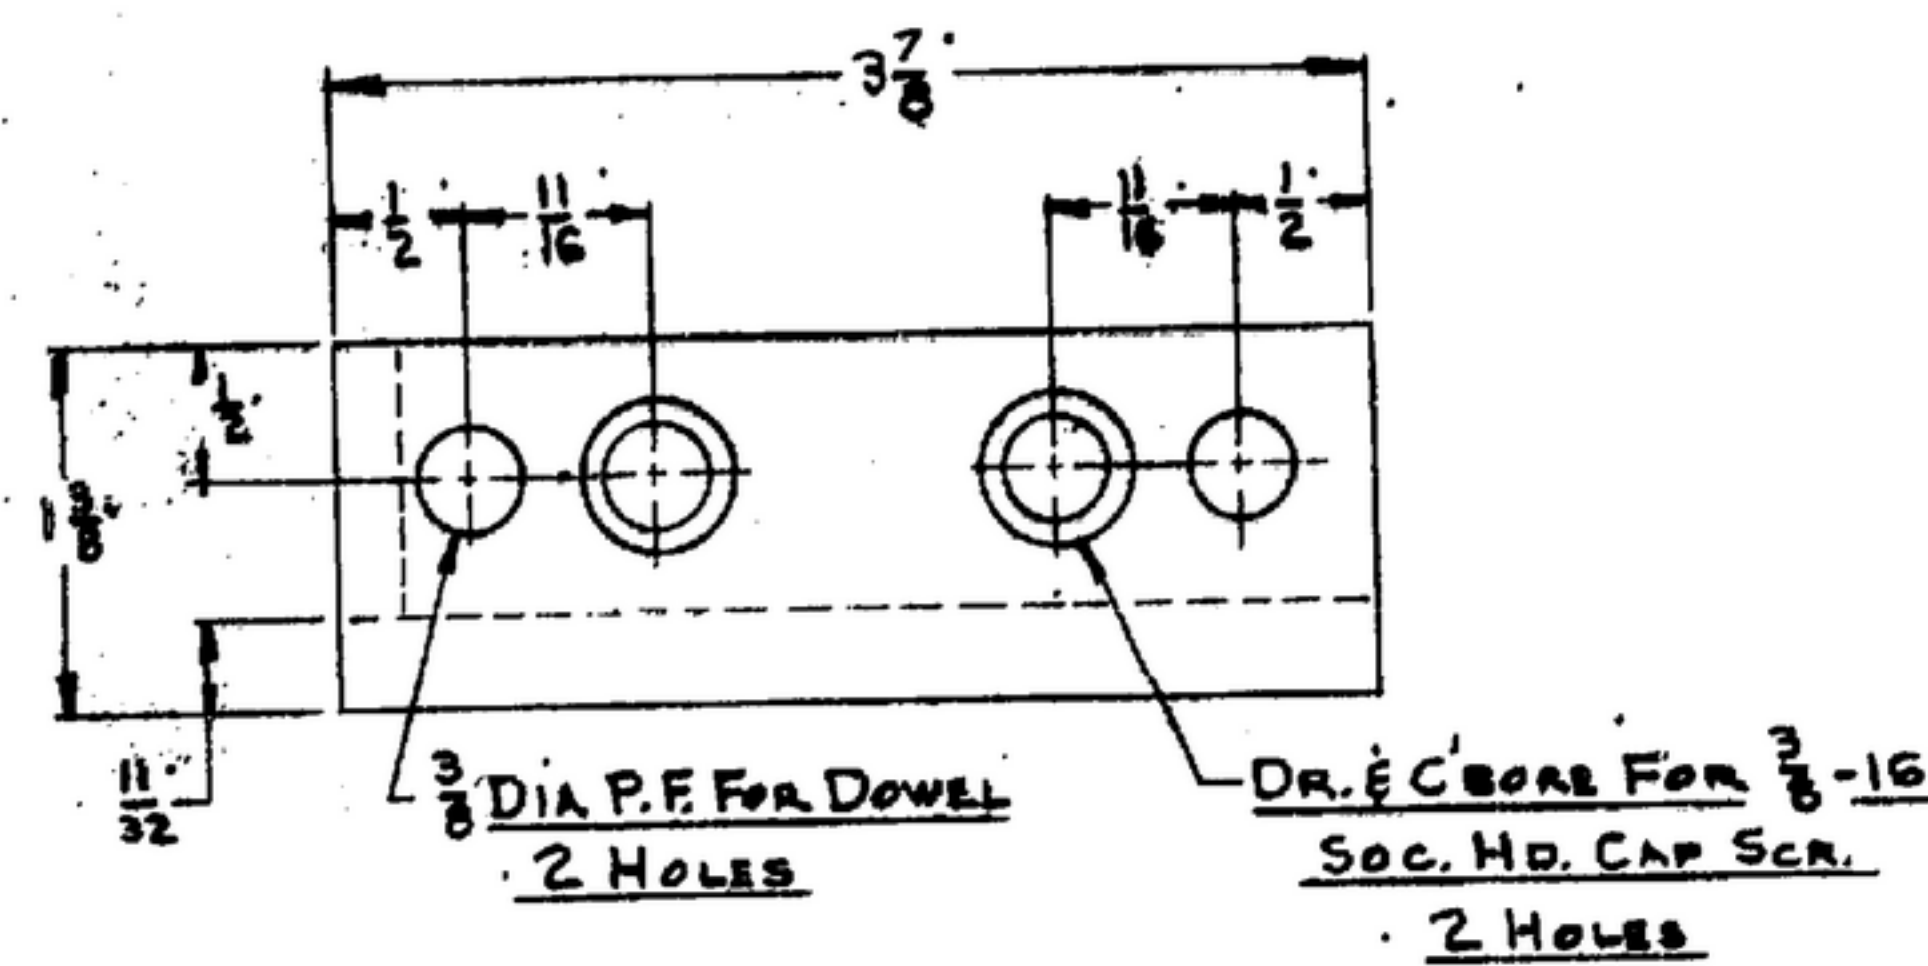 3 7/8"
1/2" 11/16" 11/16" 1/2"
1/2"
1 3/8"
11/32"
3/8 DIA P.F. FOR DOWEL
2 HOLES
DR. & C'BORE FOR 3/8-16
SOC. HD. CAP SCR.
2 HOLES